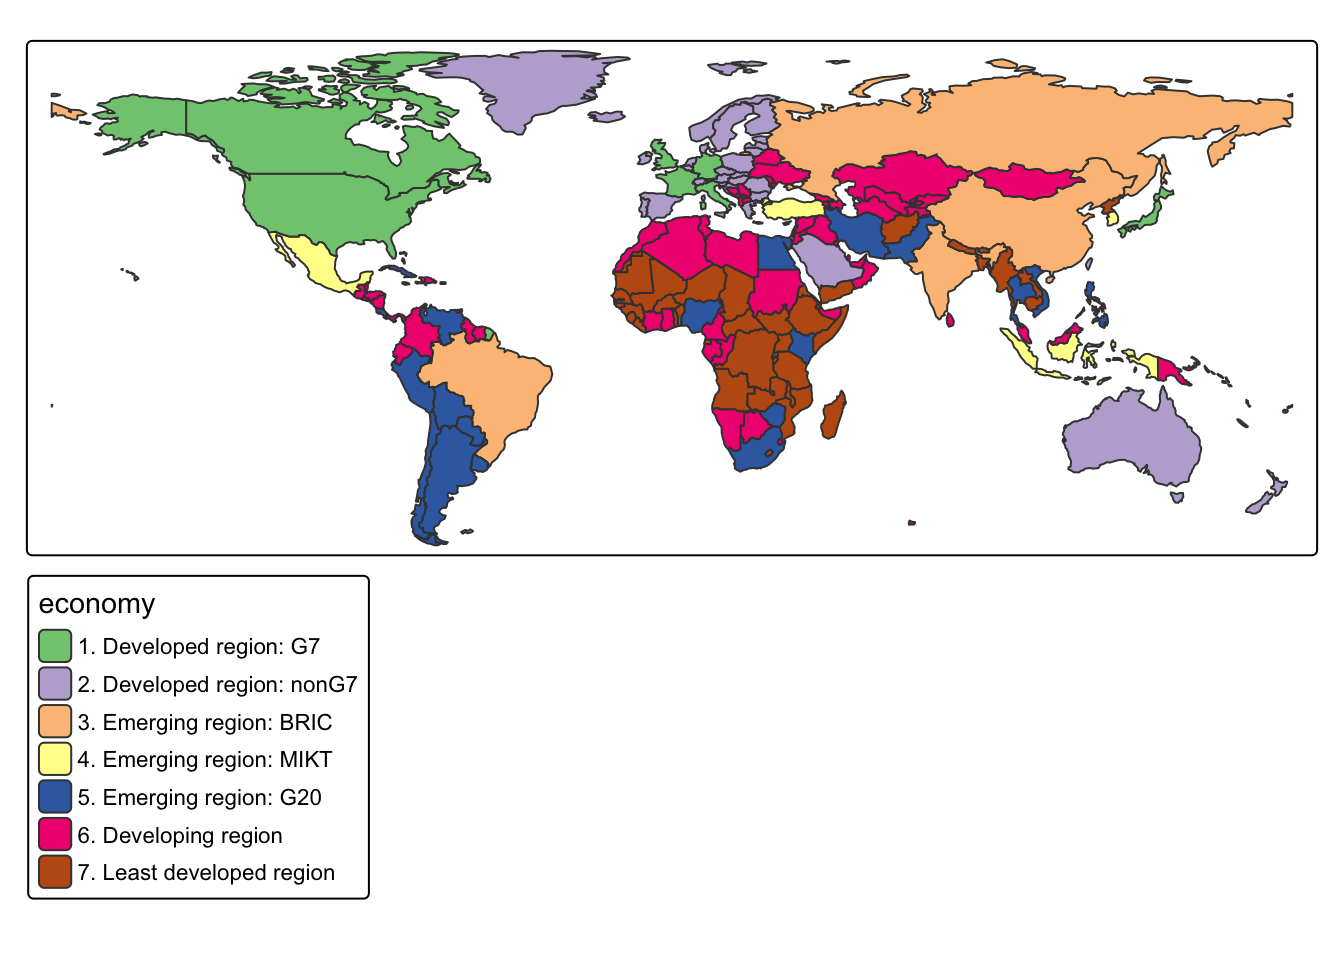 economy
1. Developed region: G7
2. Developed region: nonG7
3. Emerging region: BRIC
4. Emerging region: MIKT
5. Emerging region: G20
6. Developing region
7. Least developed region